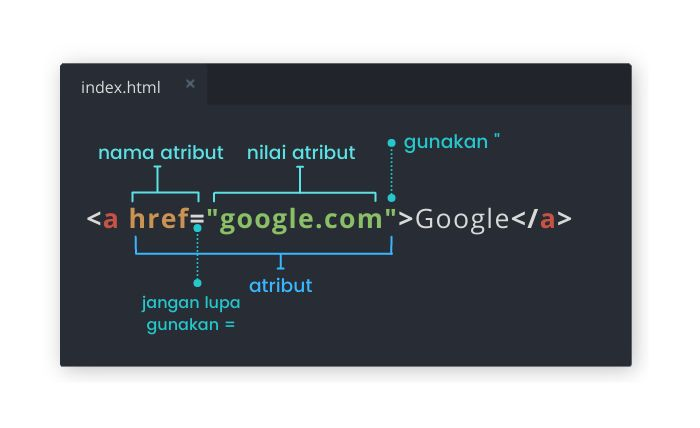 index.html ×
nama atribut
nilai atribut
gunakan "
<a href="google.com">Google</a>
atribut
jangan lupa
gunakan =